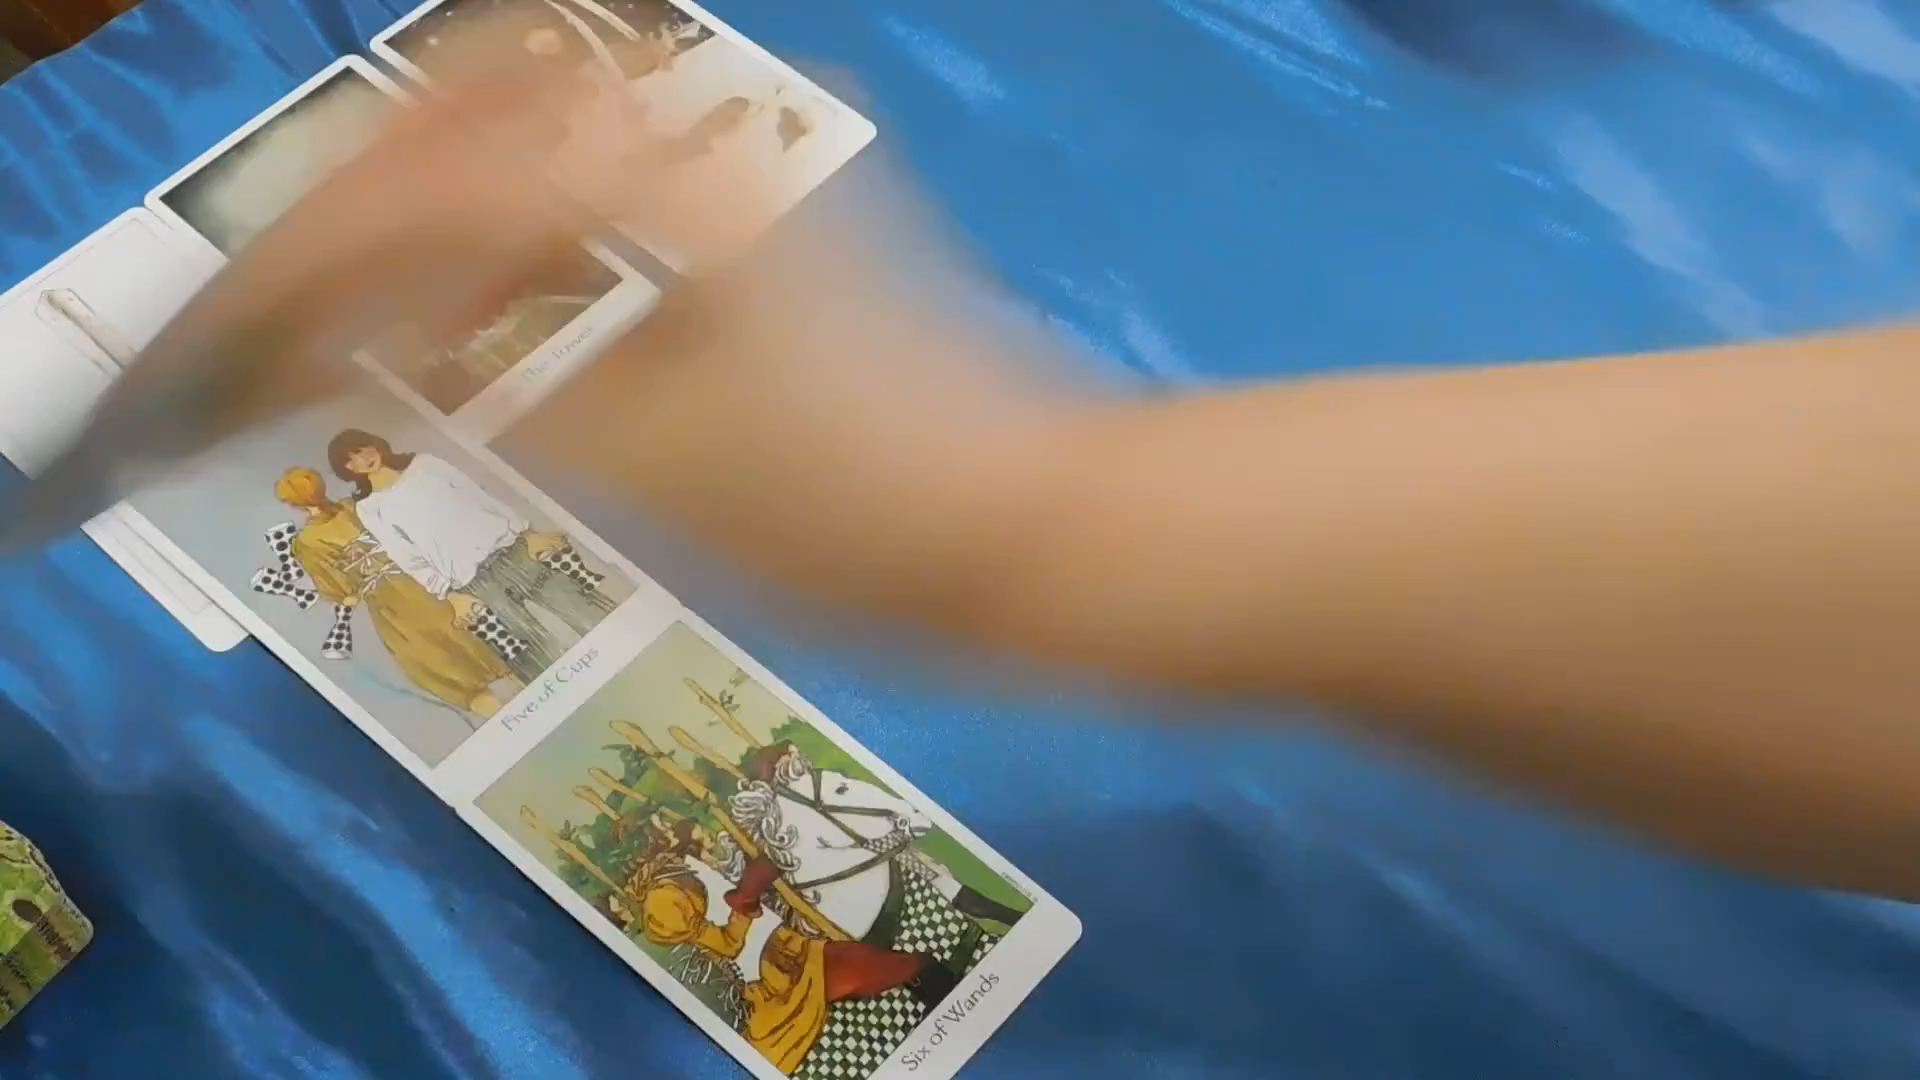 The Tower
Five of Cups
Six of Wands